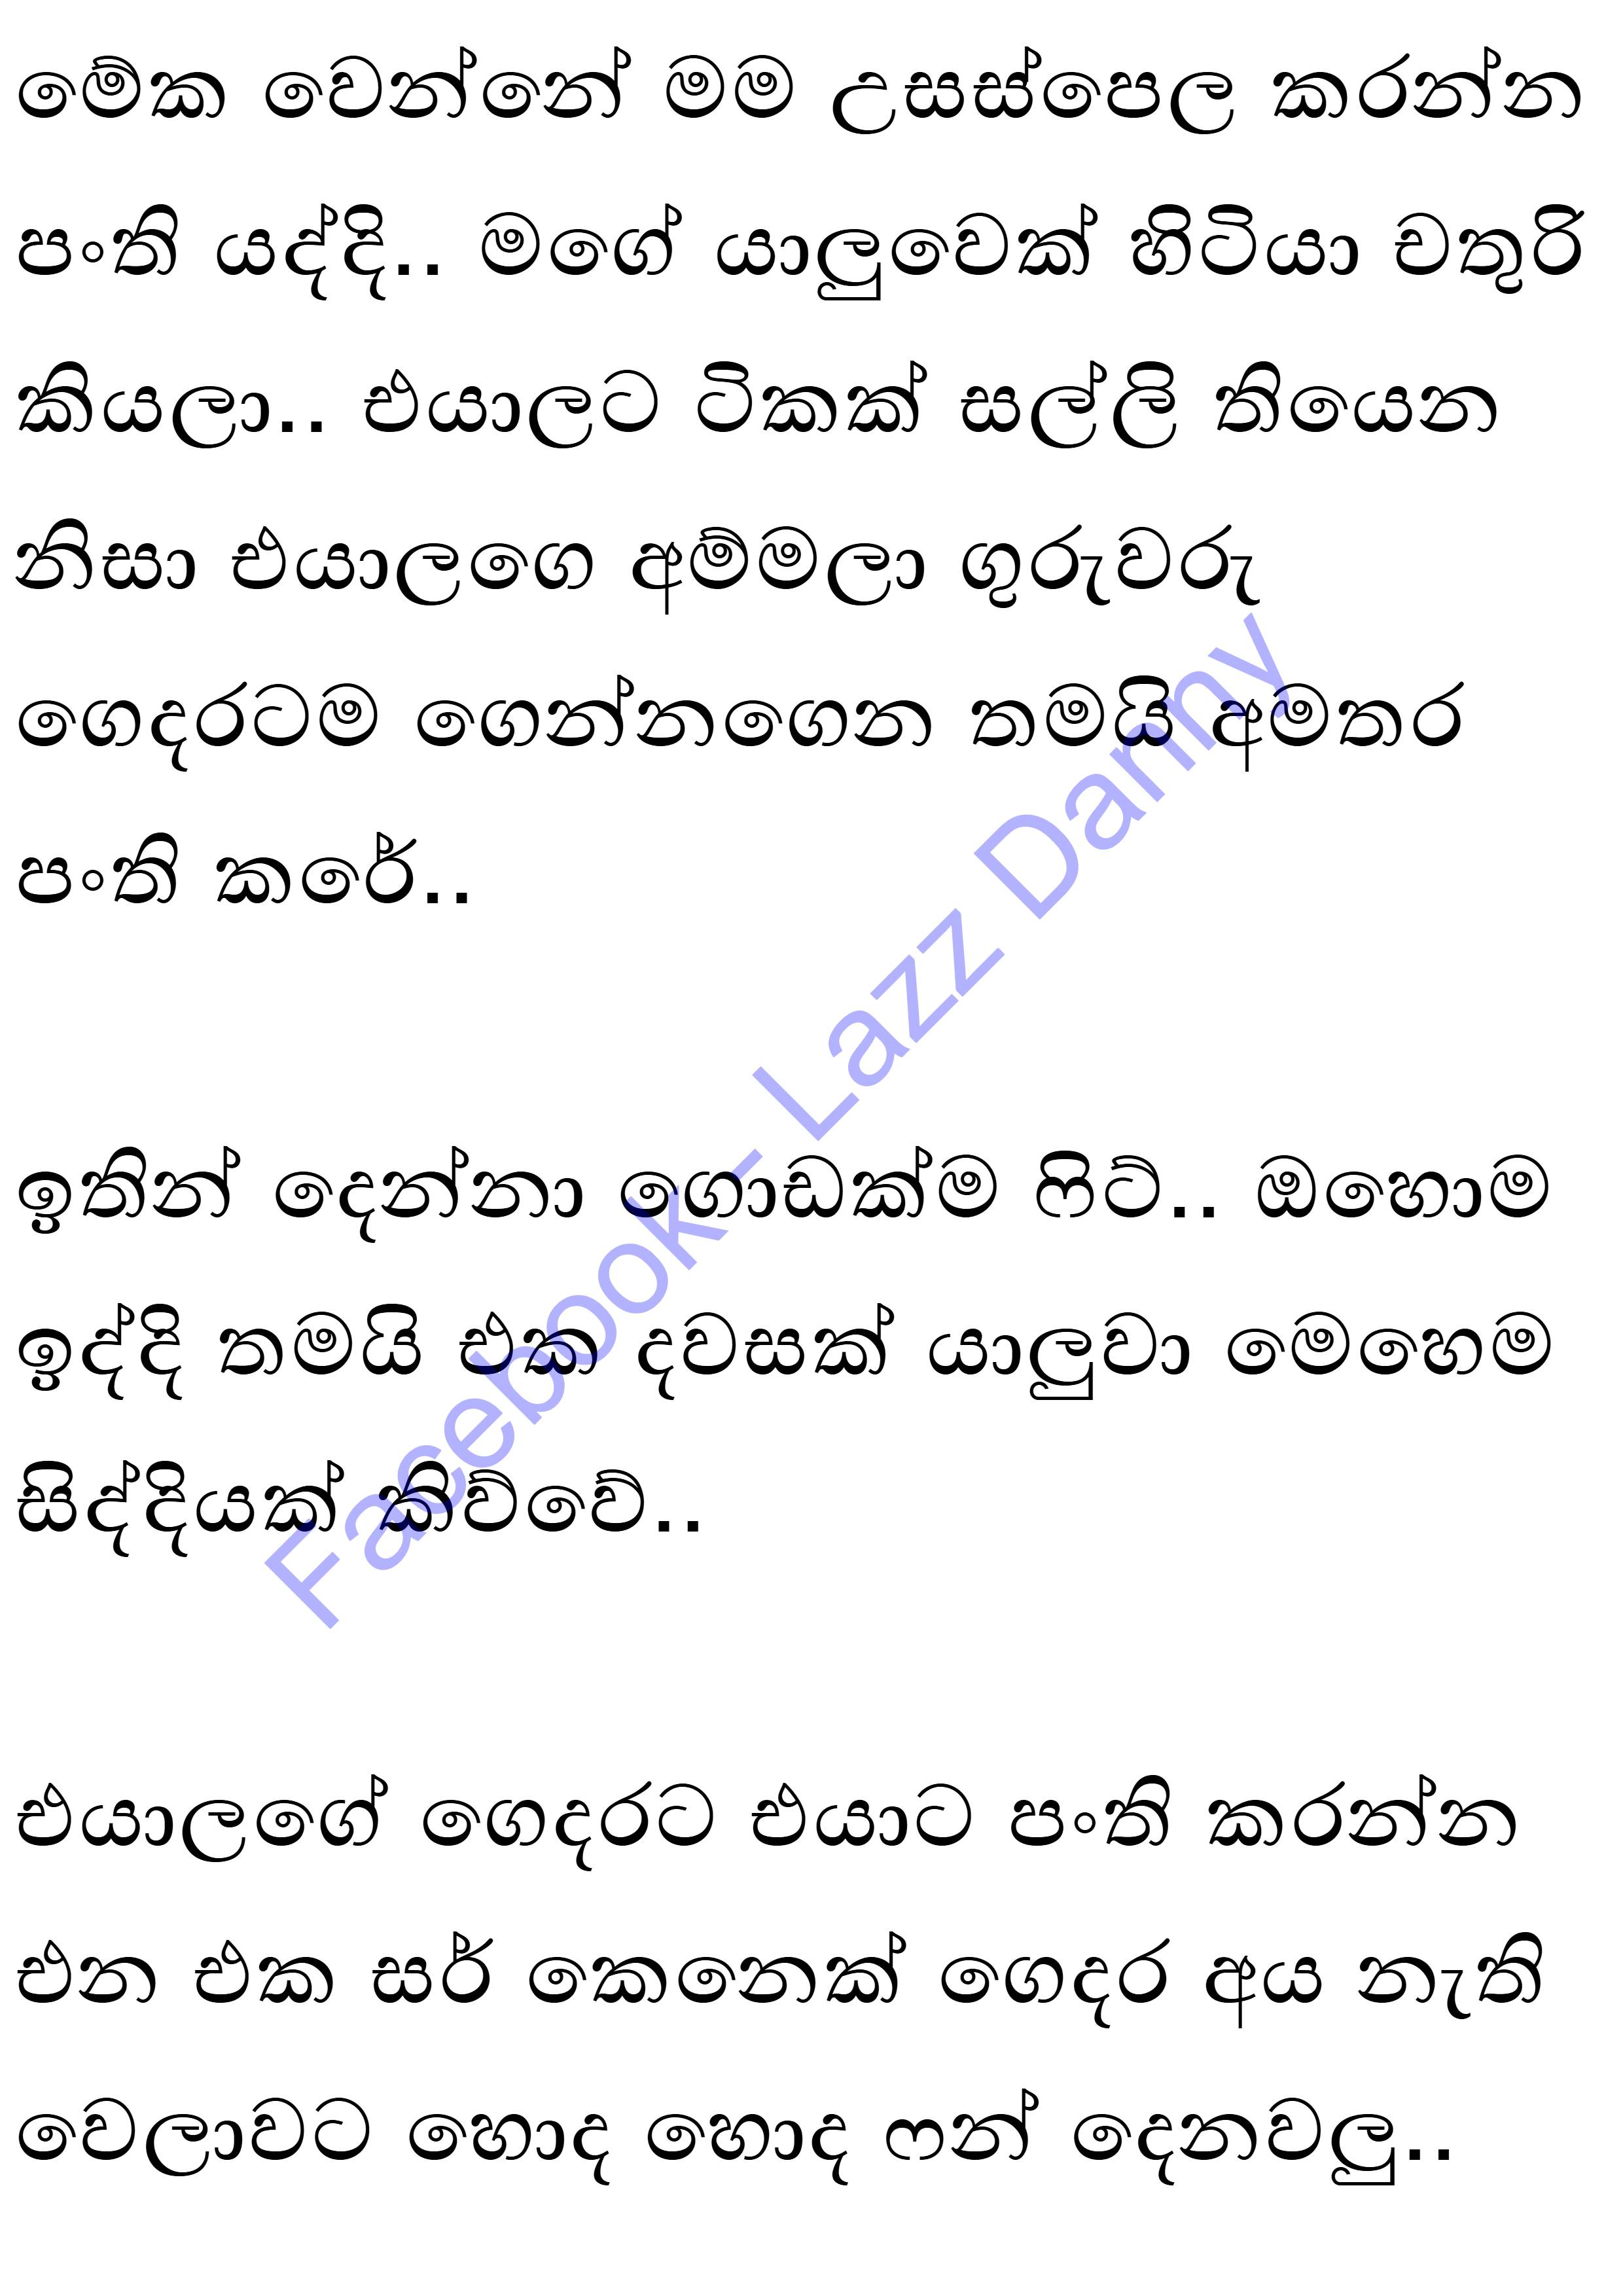 මේක වෙන්නේ මම උසස්පෙල කරන්න
පංති යද්දි.. මගේ යාලුවෙක් හිටියා චතුරි
කියලා.. එයාලට ටිකක් සල්ලි තියෙන
නිසා එයාලගෙ අම්මලා ගුරුවරු
ගෙදරටම ගෙන්නගෙන තමයි අමතර
පංති කරේ..
ඉතින් දෙන්නා ගොඩක්ම ෆිට්.. ඔහොම
ඉද්දි තමයි එක දවසක් යාලුවා මෙහෙම
සිද්දියක් කිව්වේ..
එයාලගේ ගෙදරට එයාට පංති කරන්න
එන එක සර් කෙනෙක් ගෙදර අය නැති
වෙලාවට හොද හොද ෆන් දෙනවලු..
Facebook- Lazz Danny